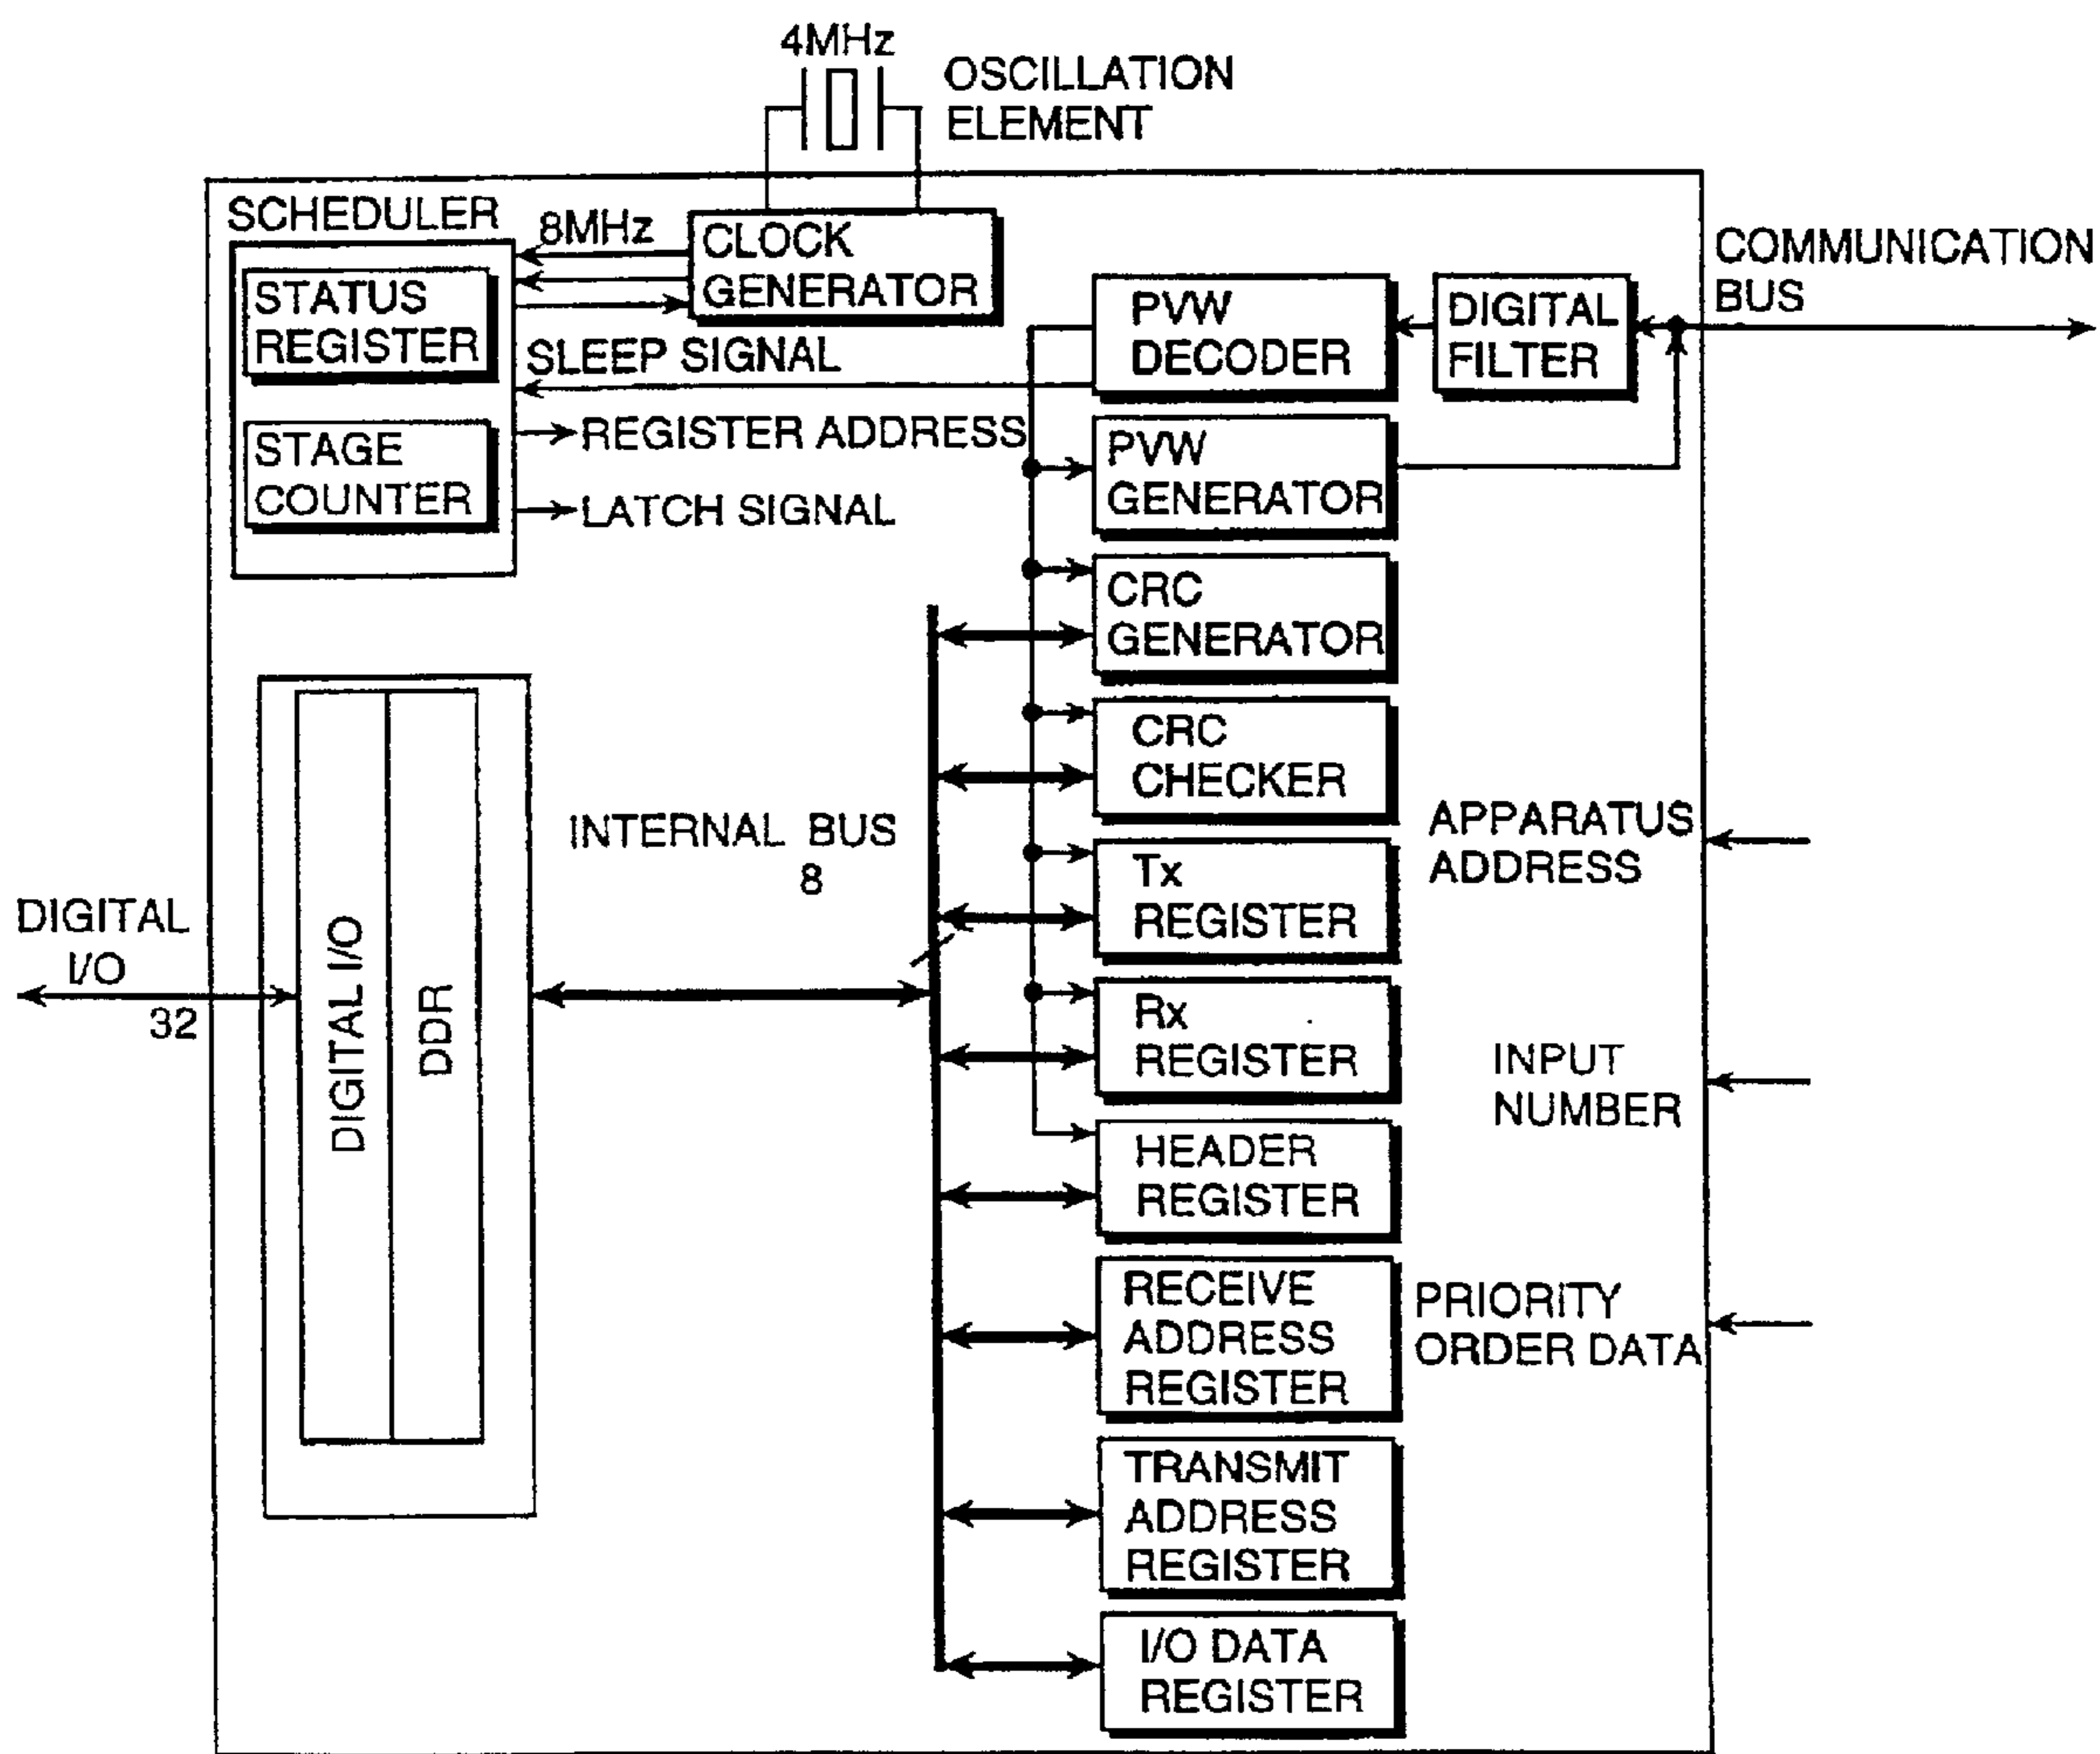 4MHz
OSCILLATION
ELEMENT
SCHEDULER
8MHz
CLOCK
GENERATOR
STATUS
REGISTER
SLEEP SIGNAL
STAGE
COUNTER
REGISTER ADDRESS
LATCH SIGNAL
PVW
DECODER
DIGITAL
FILTER
COMMUNICATION
BUS
PVW
GENERATOR
CRC
GENERATOR
CRC
CHECKER
INTERNAL BUS
8
Tx
REGISTER
APPARATUS
ADDRESS
DIGITAL
I/O
32
DIGITAL I/O
DDR
Rx
REGISTER
INPUT
NUMBER
HEADER
REGISTER
RECEIVE
ADDRESS
REGISTER
PRIORITY
ORDER DATA
TRANSMIT
ADDRESS
REGISTER
I/O DATA
REGISTER